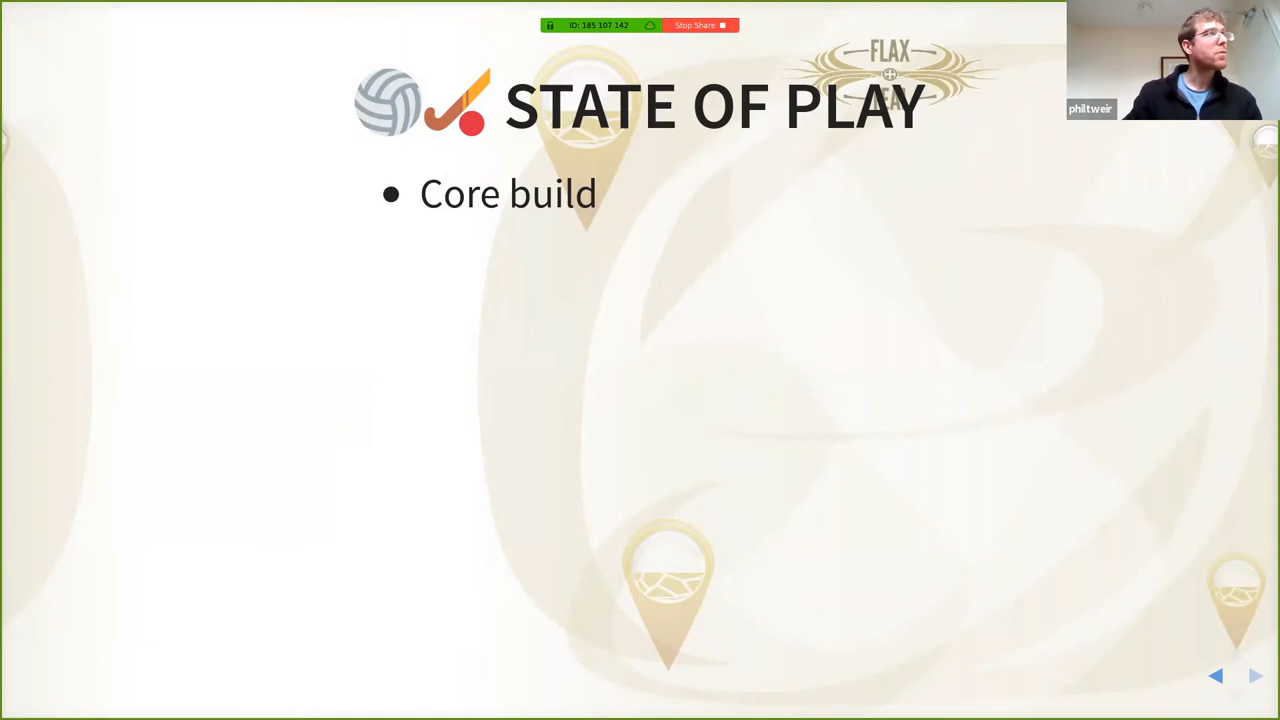 ID: 185 107 142
Stop Share
FLAX
STATE OF PLAY
philtweir
• Core build